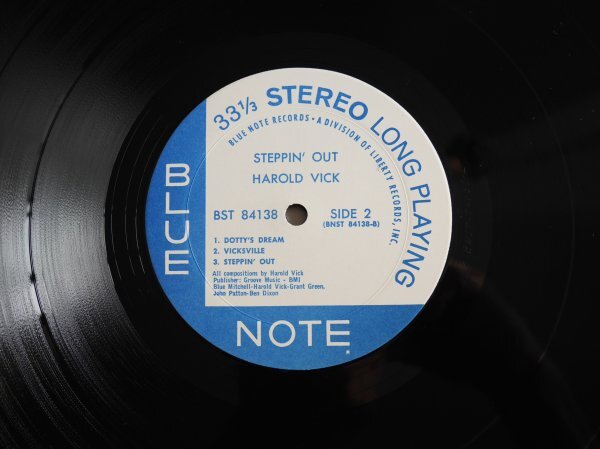 33⅓ STEREO LONG PLAYING
BLUE NOTE RECORDS • A DIVISION OF LIBERTY RECORDS, INC.
STEPPIN' OUT
HAROLD VICK
BST 84138
SIDE 2
(BNST 84138-B)
1. DOTTY'S DREAM
2. VICKSVILLE
3. STEPPIN' OUT
All compositions by Harold Vick
Publisher: Groove Music - BMI
Blue Mitchell-Harold Vick-Grant Green,
John Patton-Ben Dixon
BLUE
NOTE